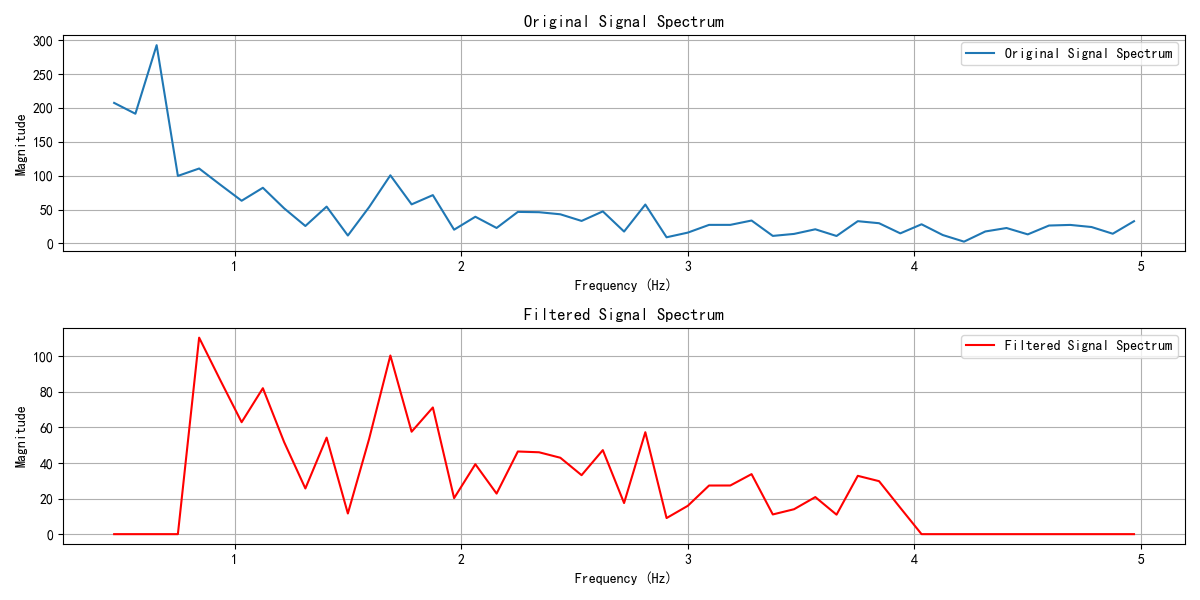 Original Signal Spectrum
300
250
200
150
100
50
0
Magnitude
Original Signal Spectrum
1 2 3 4 5
Frequency (Hz)
Filtered Signal Spectrum
100
80
60
40
20
0
Magnitude
Filtered Signal Spectrum
1 2 3 4 5
Frequency (Hz)